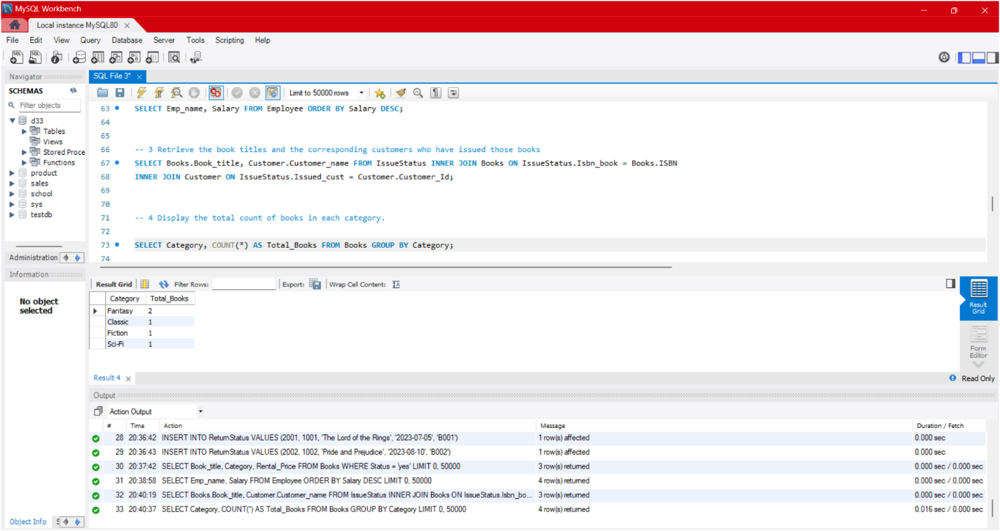 MySQL Workbench
Local instance MySQL80
File Edit View Query Database Server Tools Scripting Help
Navigator
SCHEMAS
Filter objects
d33
Tables
Views
Stored Proce
Functions
product
sales
school
sys
testdb
Administration
Information
No object
selected
Object Info S
SQL File 3*
Limit to 50000 rows
63 SELECT Emp_name, Salary FROM Employee ORDER BY Salary DESC;
64
65
66 -- 3 Retrieve the book titles and the corresponding customers who have issued those books
67 SELECT Books.Book_title, Customer.Customer_name FROM IssueStatus INNER JOIN Books ON IssueStatus.Isbn_book = Books.ISBN
68 INNER JOIN Customer ON IssueStatus.Issued_cust = Customer.Customer_Id;
69
70
71 -- 4 Display the total count of books in each category.
72
73 SELECT Category, COUNT(*) AS Total_Books FROM Books GROUP BY Category;
74
Result Grid Filter Rows: Export: Wrap Cell Content:
Category Total_Books
Fantasy 2
Classic 1
Fiction 1
Sci-Fi 1
Result
Grid
Form
Editor
Result 4
Read Only
Output
Action Output
# Time Action Message Duration / Fetch
28 20:36:42 INSERT INTO ReturnStatus VALUES (2001, 1001, 'The Lord of the Rings', '2023-07-05', 'B001') 1 row(s) affected 0.000 sec
29 20:36:43 INSERT INTO ReturnStatus VALUES (2002, 1002, 'Pride and Prejudice', '2023-08-10', 'B002') 1 row(s) affected 0.000 sec
30 20:37:42 SELECT Book_title, Category, Rental_Price FROM Books WHERE Status = 'yes' LIMIT 0, 50000 3 row(s) returned 0.000 sec / 0.000 sec
31 20:38:58 SELECT Emp_name, Salary FROM Employee ORDER BY Salary DESC LIMIT 0, 50000 4 row(s) returned 0.000 sec / 0.000 sec
32 20:40:19 SELECT Books.Book_title, Customer.Customer_name FROM IssueStatus INNER JOIN Books ON IssueStatus.Isbn_bo... 3 row(s) returned 0.000 sec / 0.000 sec
33 20:40:37 SELECT Category, COUNT(*) AS Total_Books FROM Books GROUP BY Category LIMIT 0, 50000 4 row(s) returned 0.016 sec / 0.000 sec